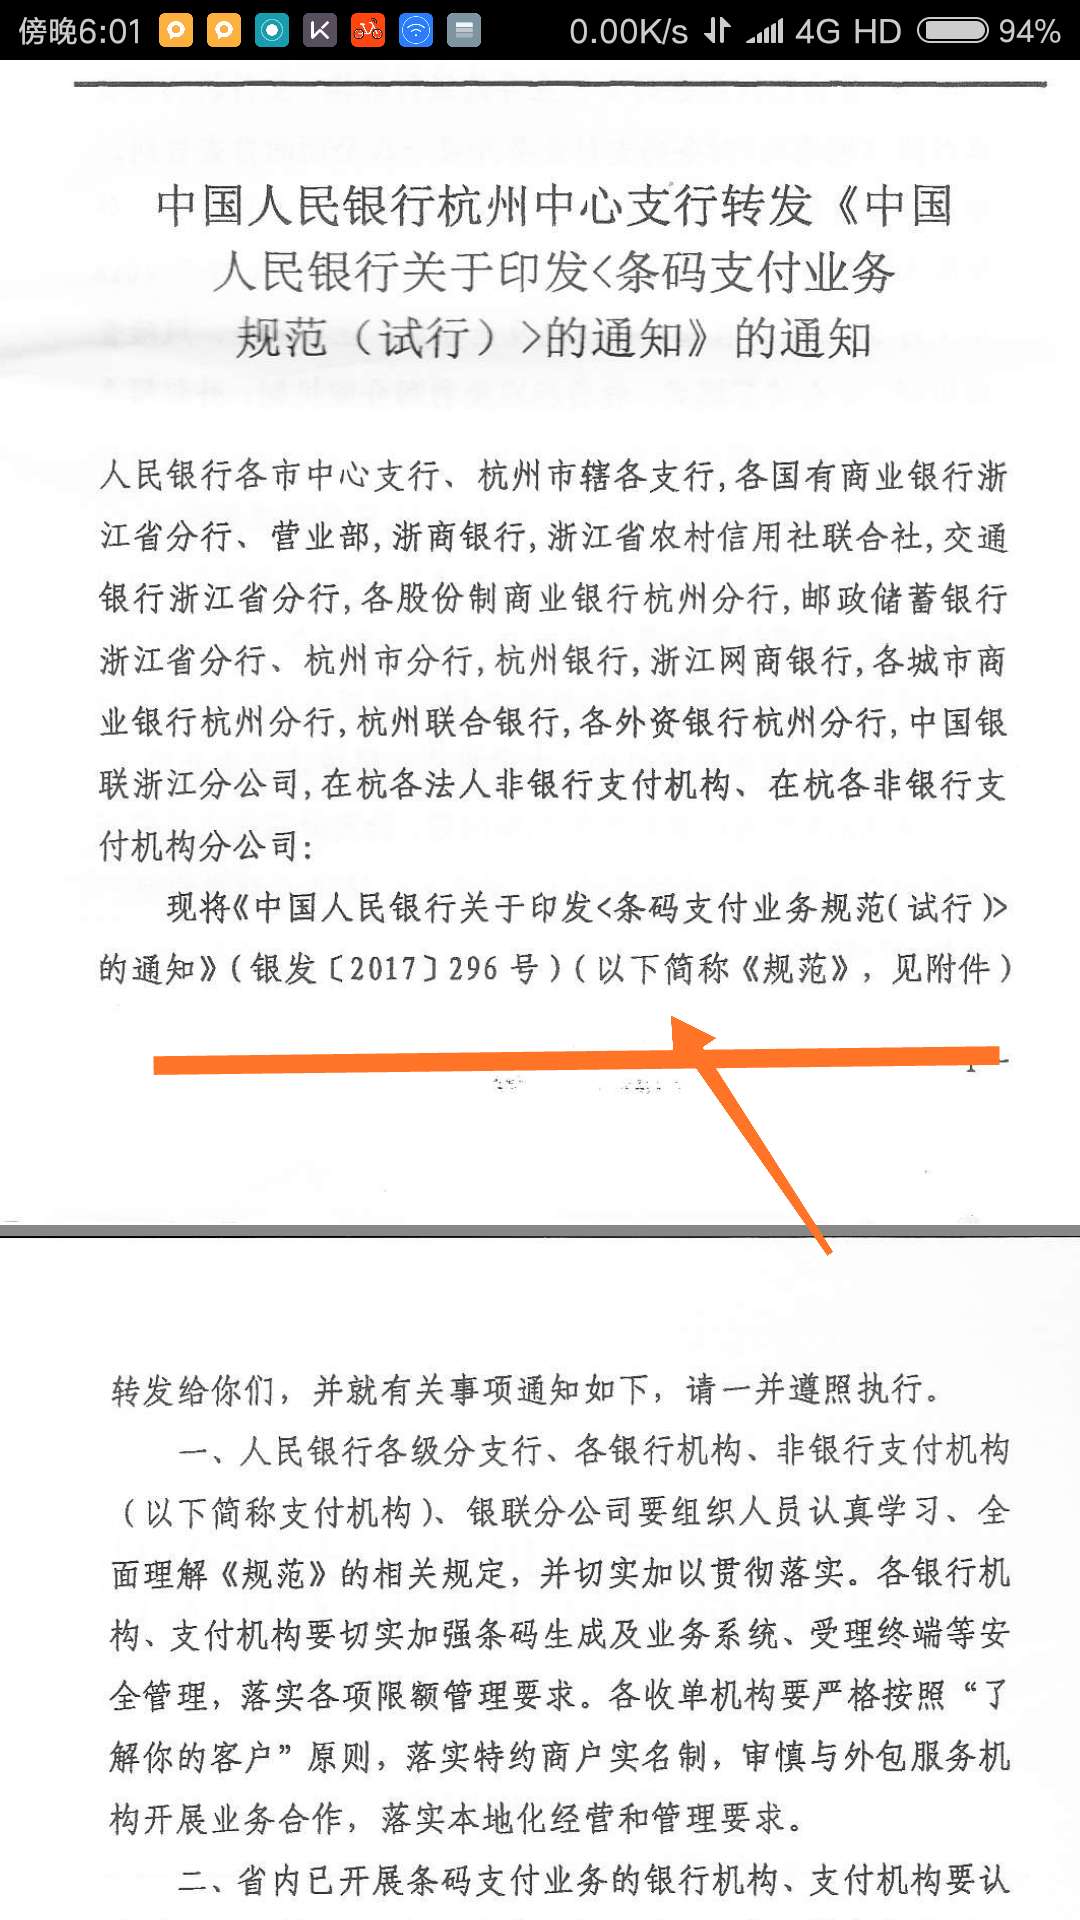 傍晚6:01 0.00K/s 4G HD 94%
中国人民银行杭州中心支行转发《中国
人民银行关于印发<条码支付业务
规范（试行）>的通知》的通知
人民银行各市中心支行、杭州市辖各支行,各国有商业银行浙
江省分行、营业部,浙商银行,浙江省农村信用社联合社,交通
银行浙江省分行,各股份制商业银行杭州分行,邮政储蓄银行
浙江省分行、杭州市分行,杭州银行,浙江网商银行,各城市商
业银行杭州分行,杭州联合银行,各外资银行杭州分行,中国银
联浙江分公司,在杭各法人非银行支付机构、在杭各非银行支
付机构分公司:
现将《中国人民银行关于印发<条码支付业务规范(试行)>
的通知》(银发〔2017〕296 号)(以下简称《规范》,见附件)
转发给你们,并就有关事项通知如下,请一并遵照执行。
一、人民银行各级分支行、各银行机构、非银行支付机构
(以下简称支付机构)、银联分公司要组织人员认真学习、全
面理解《规范》的相关规定,并切实加以贯彻落实。各银行机
构、支付机构要切实加强条码生成及业务系统、受理终端等安
全管理,落实各项限额管理要求。各收单机构要严格按照“了
解你的客户”原则,落实特约商户实名制,审慎与外包服务机
构开展业务合作,落实本地化经营和管理要求。
二、省内已开展条码支付业务的银行机构、支付机构要认